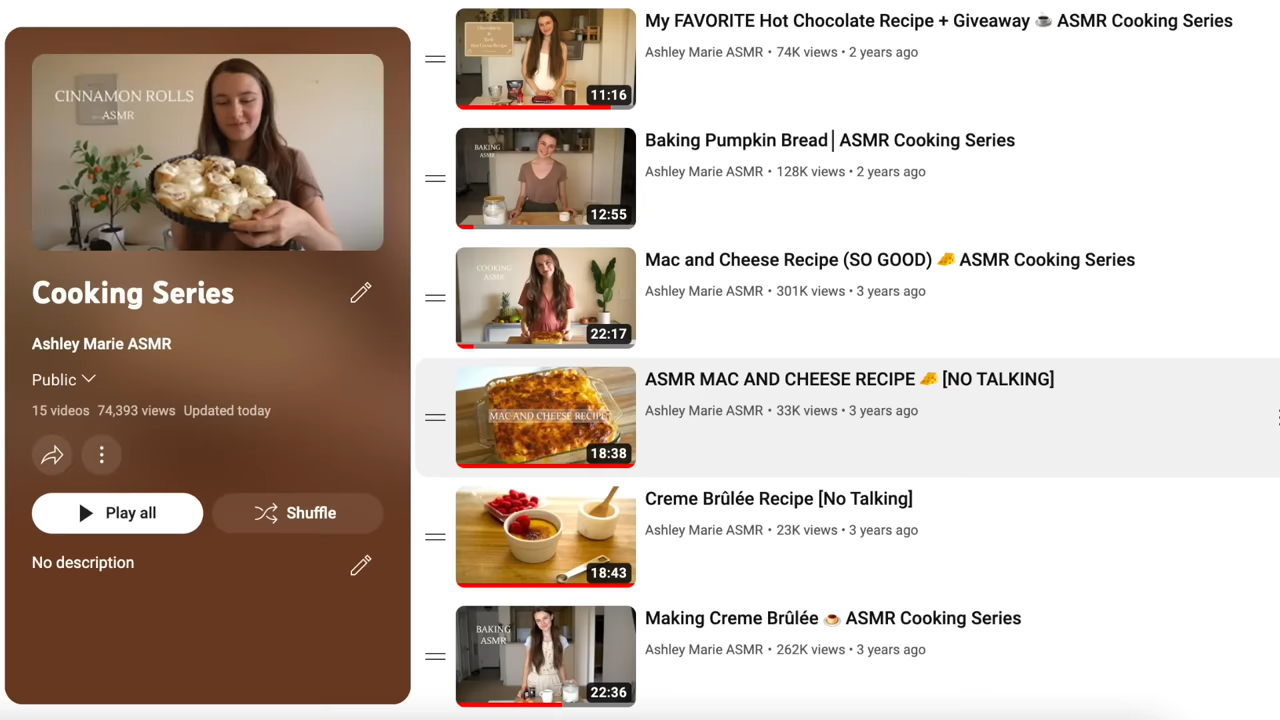 CINNAMON ROLLS
ASMR
Cooking Series
Ashley Marie ASMR
Public
15 videos 74,393 views Updated today
Play all
Shuffle
No description
11:16
My FAVORITE Hot Chocolate Recipe + Giveaway ☕ ASMR Cooking Series
Ashley Marie ASMR • 74K views • 2 years ago
BAKING
ASMR
12:55
Baking Pumpkin Bread | ASMR Cooking Series
Ashley Marie ASMR • 128K views • 2 years ago
COOKING
ASMR
22:17
Mac and Cheese Recipe (SO GOOD) 🧀 ASMR Cooking Series
Ashley Marie ASMR • 301K views • 3 years ago
MAC AND CHEESE RECIPE
18:38
ASMR MAC AND CHEESE RECIPE 🧀 [NO TALKING]
Ashley Marie ASMR • 33K views • 3 years ago
18:43
Creme Brûlée Recipe [No Talking]
Ashley Marie ASMR • 23K views • 3 years ago
BAKING
ASMR
22:36
Making Creme Brûlée 🍮 ASMR Cooking Series
Ashley Marie ASMR • 262K views • 3 years ago